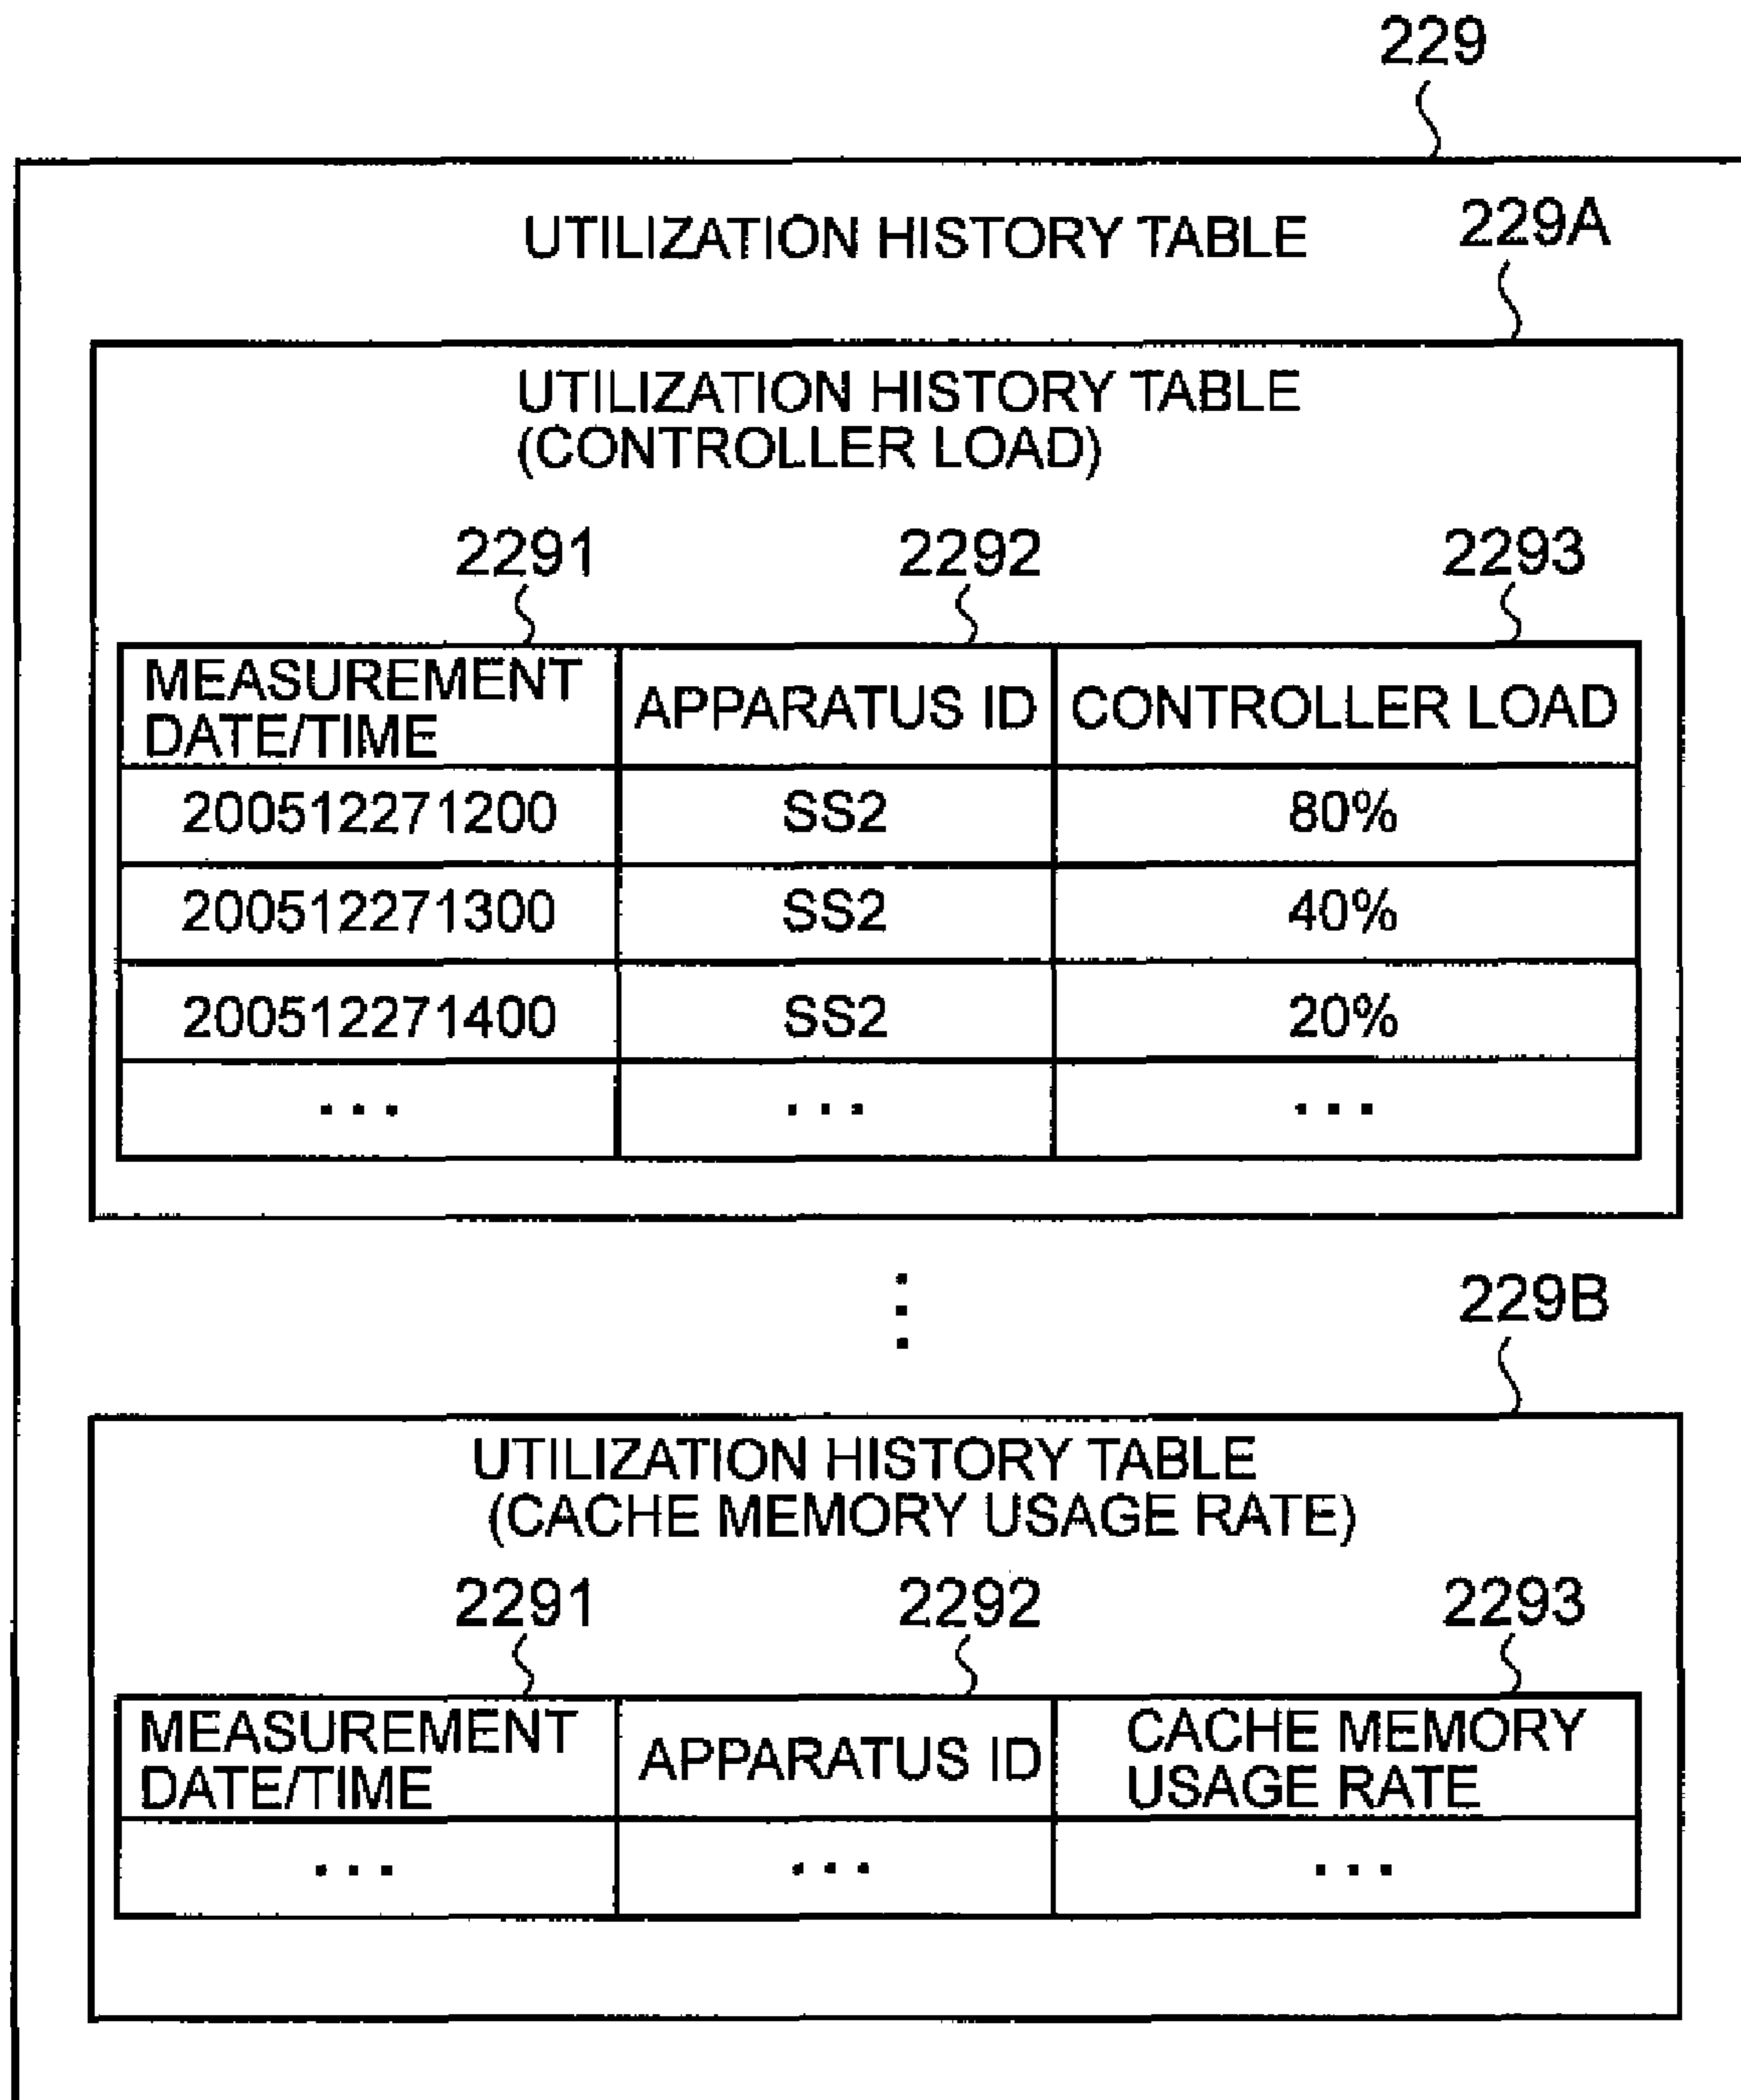 229
UTILIZATION HISTORY TABLE
229A
UTILIZATION HISTORY TABLE
(CONTROLLER LOAD)
2291 2292 2293
MEASUREMENT DATE/TIME APPARATUS ID CONTROLLER LOAD
200512271200 SS2 80%
200512271300 SS2 40%
200512271400 SS2 20%
... ... ...
229B
UTILIZATION HISTORY TABLE
(CACHE MEMORY USAGE RATE)
2291 2292 2293
MEASUREMENT DATE/TIME APPARATUS ID CACHE MEMORY USAGE RATE
... ... ...